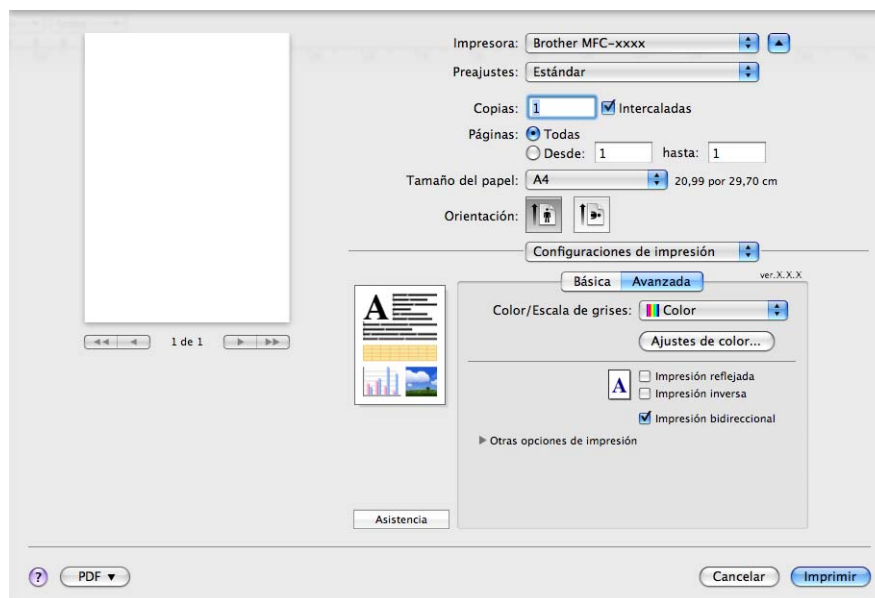 Impresora: Brother MFC-xxxx
Preajustes: Estándar
Copias: 1 Intercaladas
Páginas: Todas
Desde: 1 hasta: 1
Tamaño del papel: A4 20,99 por 29,70 cm
Orientación:
Configuraciones de impresión
ver.X.X.X
Básica Avanzada
Color/Escala de grises: Color
Ajustes de color...
A
A
Impresión reflejada
Impresión inversa
Impresión bidireccional
Otras opciones de impresión
1 de 1
Asistencia
? PDF Cancelar Imprimir